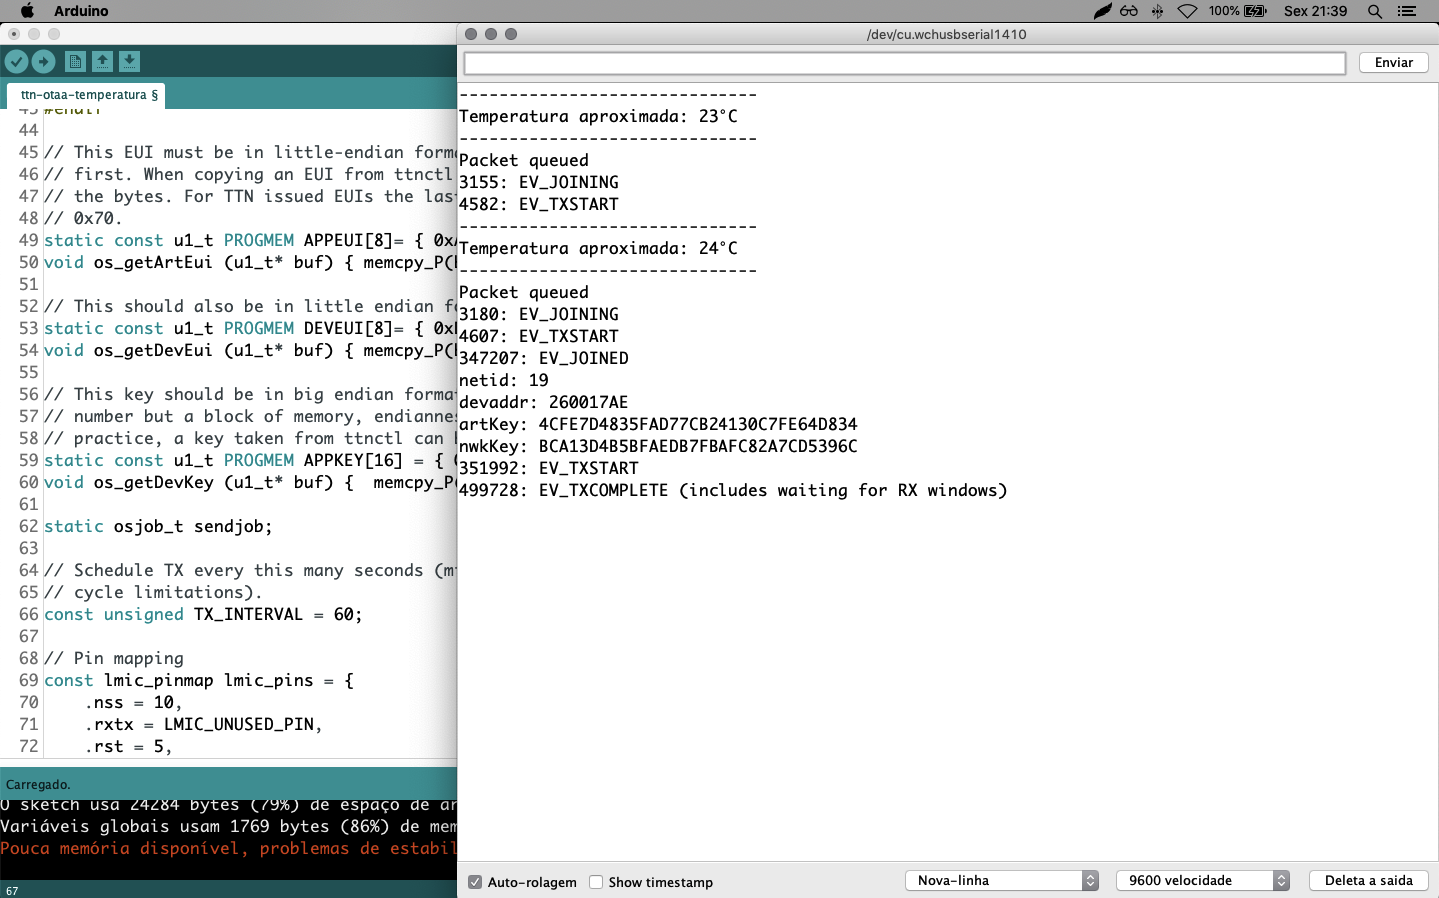 Arduino
100%
Sex 21:39
/dev/cu.wchusbserial1410
Enviar
ttn-otaa-temperatura §
43 #endif
44
45 // This EUI must be in little-endian
46 // first. When copying an EUI from ttnctl
47 // the bytes. For TTN issued EUIs the
48 // 0x70.
49 static const u1_t PROGMEM APPEUI[8]= {
50 void os_getArtEui (u1_t* buf) { memcpy_P(
51
52 // This should also be in little endian
53 static const u1_t PROGMEM DEVEUI[8]= {
54 void os_getDevEui (u1_t* buf) { memcpy_P(
55
56 // This key should be in big endian
57 // number but a block of memory,
58 // practice, a key taken from ttnctl can
59 static const u1_t PROGMEM APPKEY[16] = {
60 void os_getDevKey (u1_t* buf) {  memcpy_P
61
62 static osjob_t sendjob;
63
64 // Schedule TX every this many seconds
65 // cycle limitations).
66 const unsigned TX_INTERVAL = 60;
67
68 // Pin mapping
69 const lmic_pinmap lmic_pins = {
70 .nss = 10,
71 .rxtx = LMIC_UNUSED_PIN,
72 .rst = 5,
Carregado.
O sketch usa 24284 bytes (79%) de espaço de
Variáveis globais usam 1769 bytes (86%) de
Pouca memória disponível, problemas de
67
------------------------------
Temperatura aproximada: 23°C
------------------------------
Packet queued
3155: EV_JOINING
4582: EV_TXSTART
------------------------------
Temperatura aproximada: 24°C
------------------------------
Packet queued
3180: EV_JOINING
4607: EV_TXSTART
347207: EV_JOINED
netid: 19
devaddr: 260017AE
artKey: 4CFE7D4835FAD77CB24130C7FE64D834
nwkKey: BCA13D4B5BFAEDB7FBAFC82A7CD5396C
351992: EV_TXSTART
499728: EV_TXCOMPLETE (includes waiting for RX windows)
Auto-rolagem
Show timestamp
Nova-linha
9600 velocidade
Deleta a saida